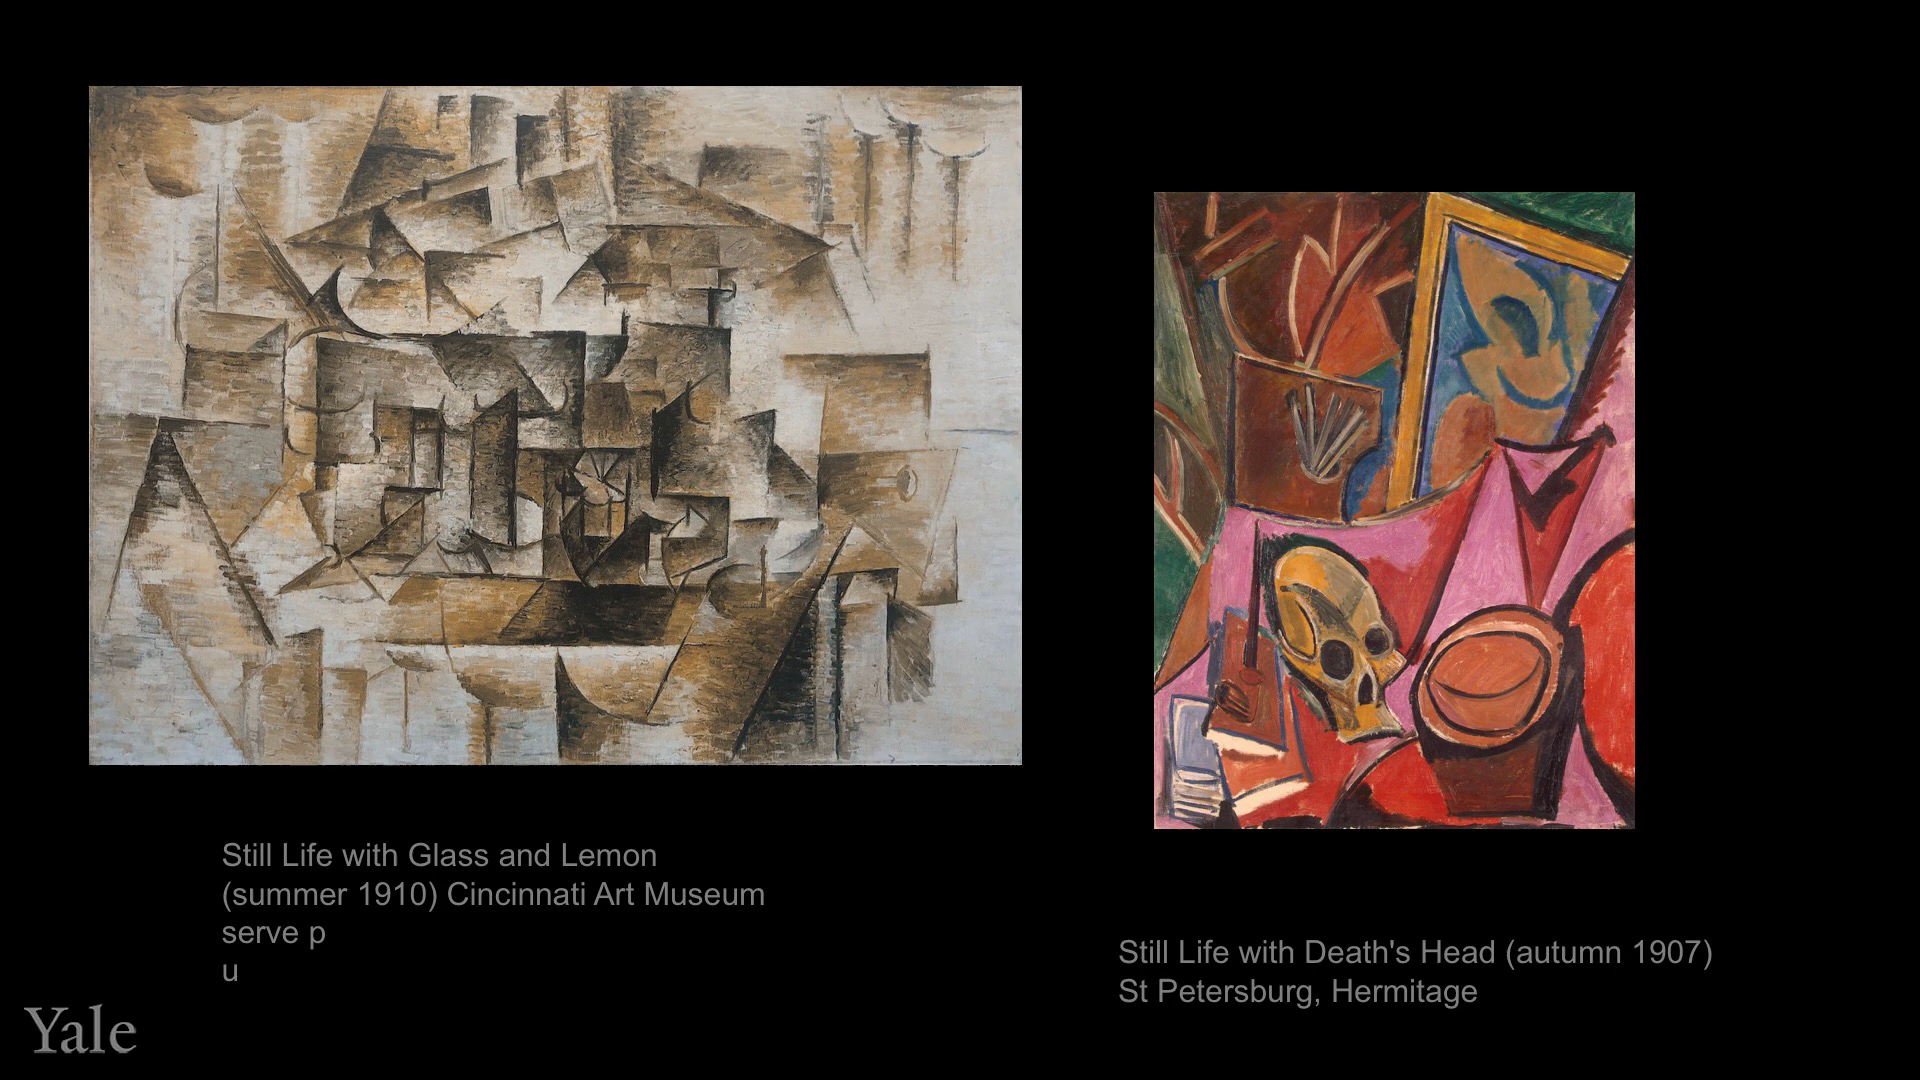 Still Life with Glass and Lemon
(summer 1910) Cincinnati Art Museum
serve p
u
Still Life with Death's Head (autumn 1907)
St Petersburg, Hermitage
Yale